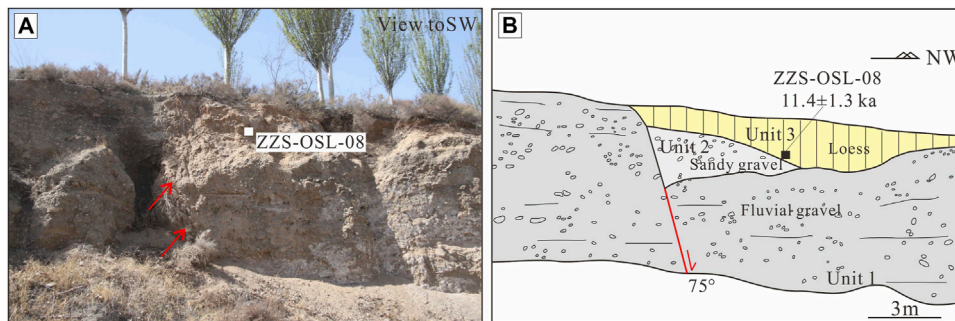 A
View toSW
ZZS-OSL-08
B
NW
ZZS-OSL-08
11.4±1.3 ka
Unit 3
Unit 2
Loess
Sandy gravel
Fluvial gravel
75°
Unit 1
3m